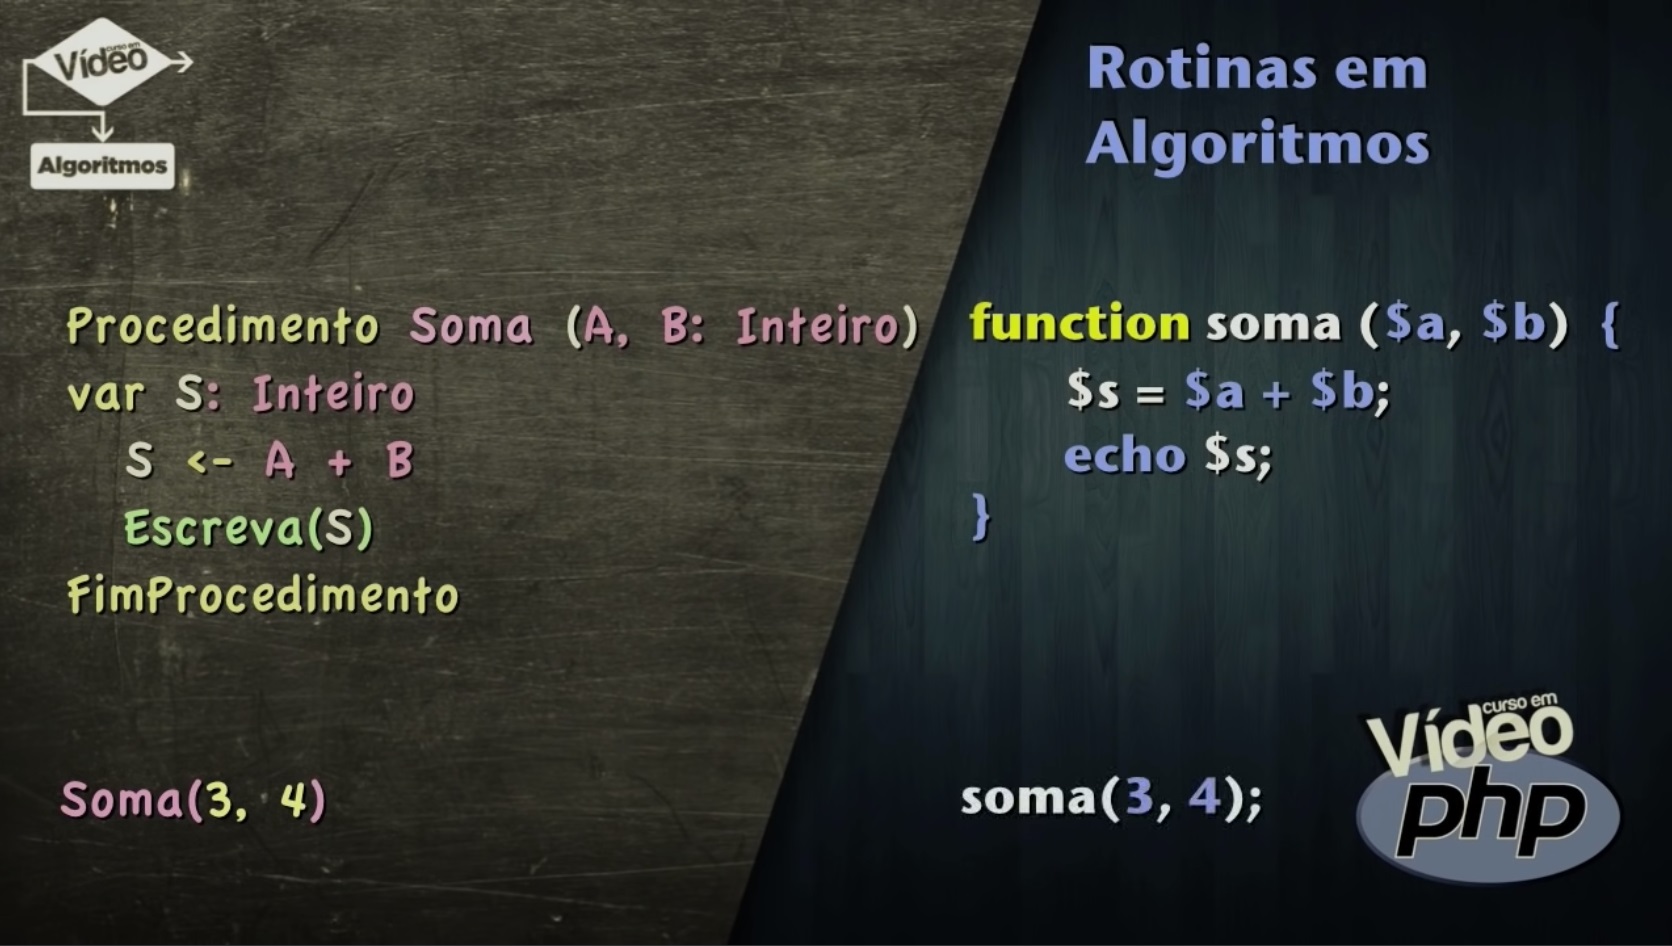 curso em
Vídeo
Algoritmos
Rotinas em
Algoritmos
Procedimento Soma (A, B: Inteiro)
var S: Inteiro
S <- A + B
Escreva(S)
FimProcedimento
Soma(3, 4)
function soma ($a, $b) {
$s = $a + $b;
echo $s;
}
soma(3, 4);
curso em
Vídeo
php